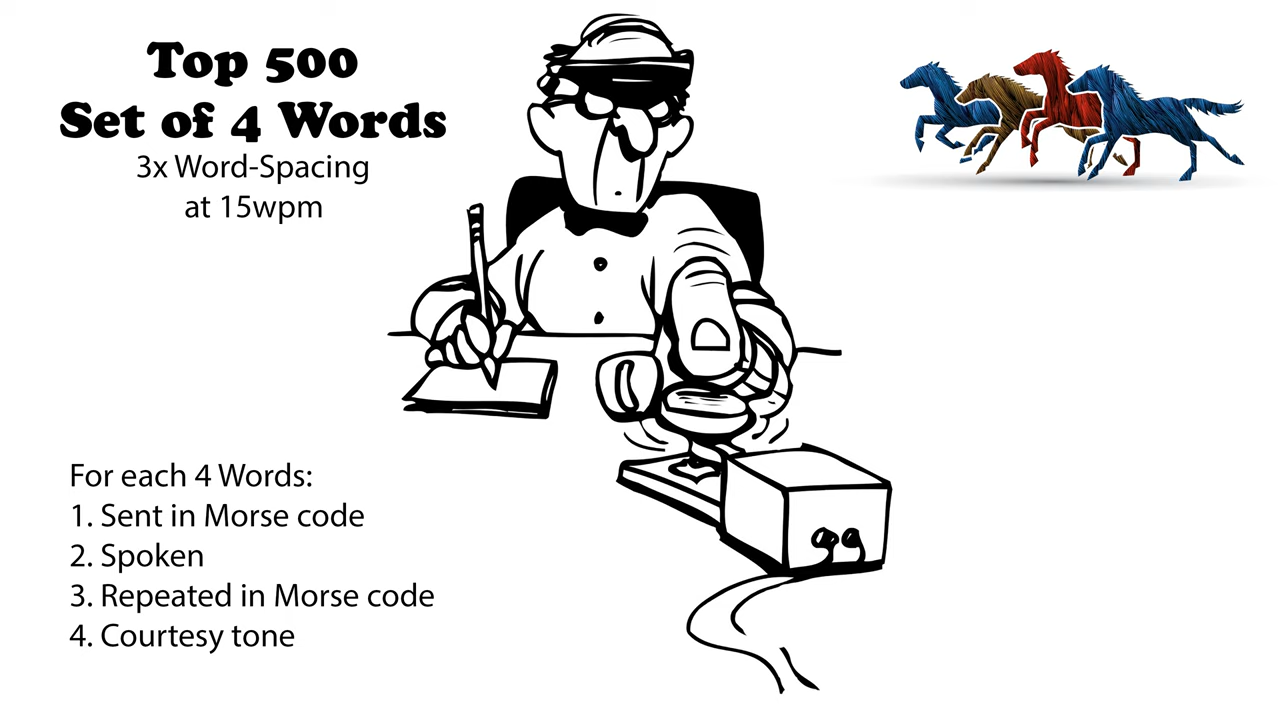 Top 500
Set of 4 Words
3x Word-Spacing
at 15wpm
For each 4 Words:
1. Sent in Morse code
2. Spoken
3. Repeated in Morse code
4. Courtesy tone